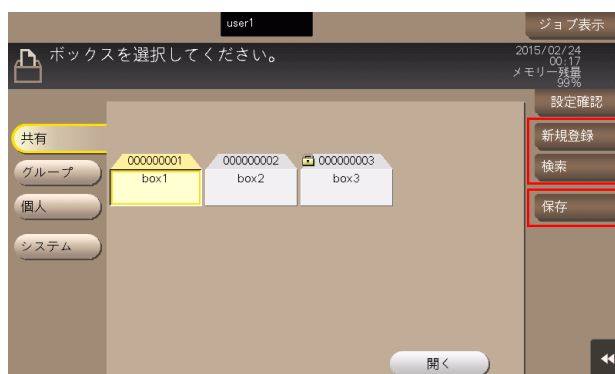 user1
ジョブ表示
ボックスを選択してください。
2015/02/24
00:17
メモリー残量
99%
設定確認
共有
グループ
個人
システム
000000001
box1
000000002
box2
000000003
box3
新規登録
検索
保存
開く